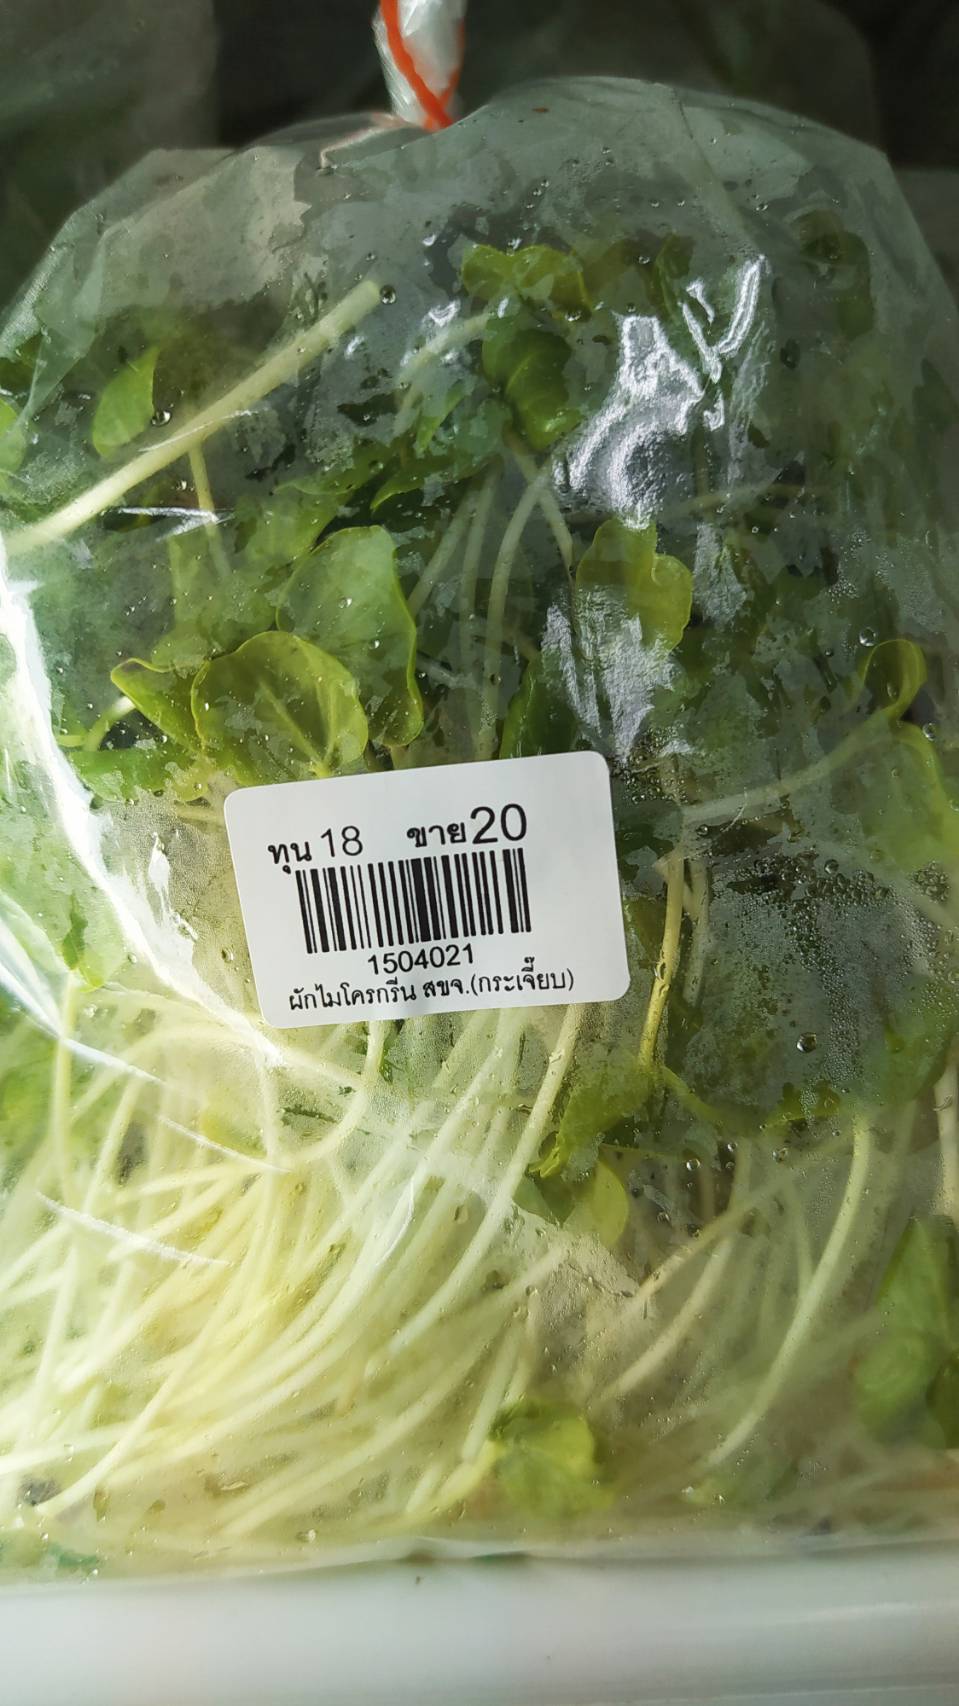 ทุน 18 ขาย 20
1504021
ผักไมโครกรีน สขจ.(กระเจี๊ยบ)